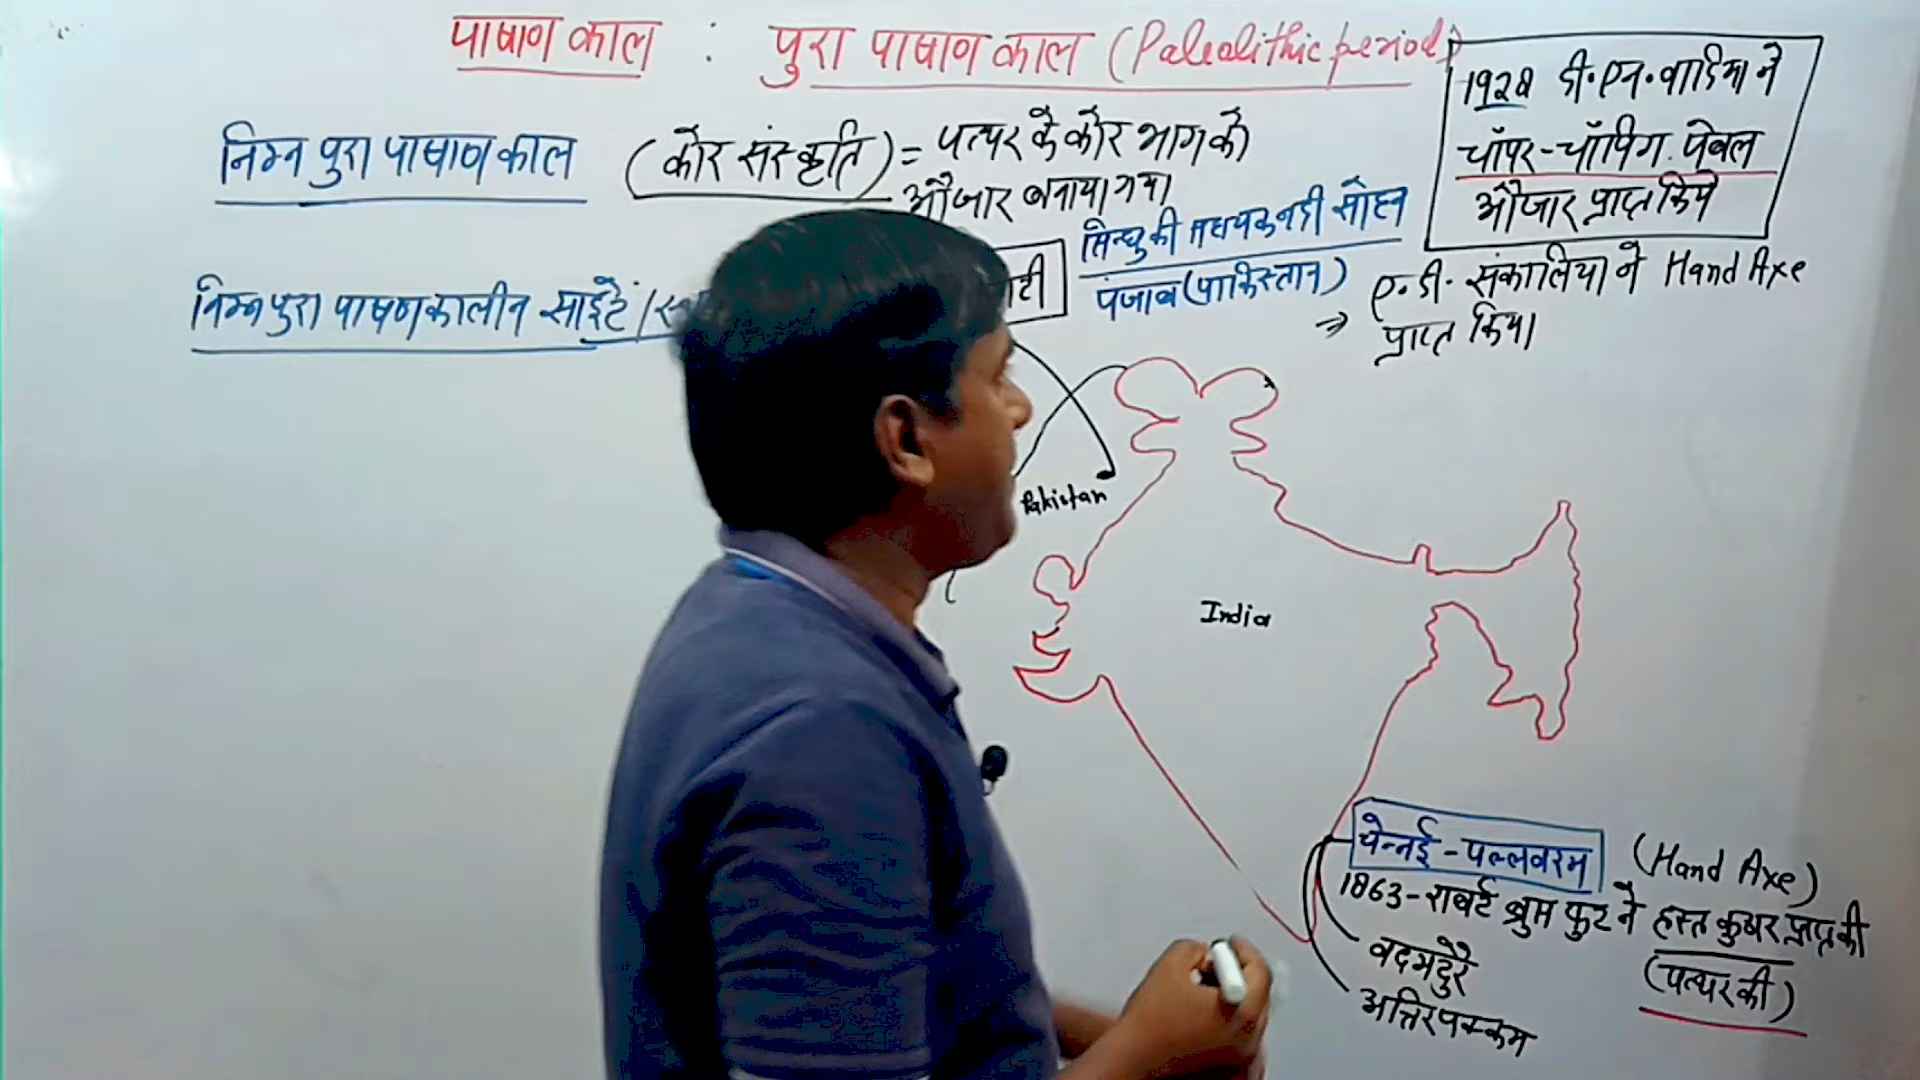 पाषाण काल : पुरा पाषाण काल (Palealithic period)
निम्न पुरा पाषाण काल (कोर संस्कृति) = पत्थर के कोर भाग को
औजार बनाया गया
1928 डी॰एन॰वाडिया ने
चॉपर-चॉपिंग पेबल
औजार प्राप्त किये
निम्न पुरा पाषाणकालीन साइटें
सिन्धु की सहायक नदी सोहन
पंजाब (पाकिस्तान)
ए॰डी॰ संकालिया ने Hand Axe
⇒ प्राप्त किया
Pakistan
India
चेन्नई - पल्लवरम (Hand Axe)
1863 - राबर्ट ब्रुस फुट ने हस्त कुठार प्राप्त की
(पत्थर की)
वदमदुरै
अत्तिरपक्कम